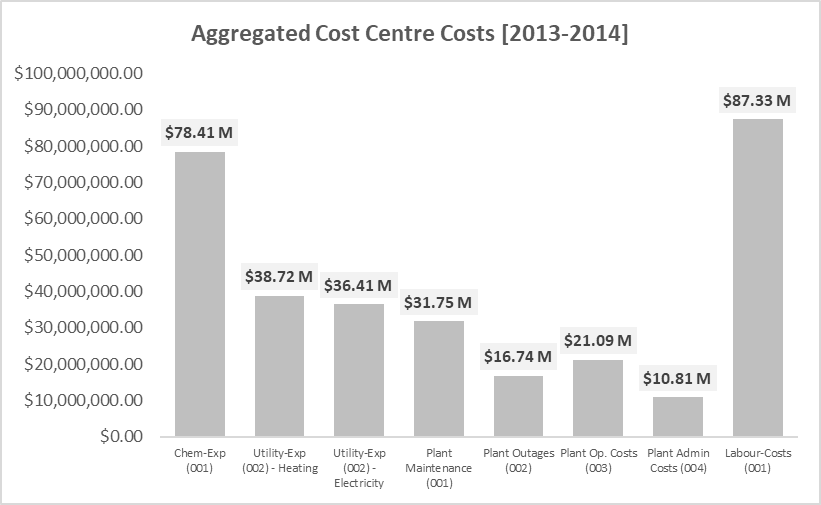 Aggregated Cost Centre Costs [2013-2014]
$100,000,000.00
$90,000,000.00
$80,000,000.00
$70,000,000.00
$60,000,000.00
$50,000,000.00
$40,000,000.00
$30,000,000.00
$20,000,000.00
$10,000,000.00
$0.00
$78.41 M
$38.72 M
$36.41 M
$31.75 M
$16.74 M
$21.09 M
$10.81 M
$87.33 M
Chem-Exp
(001)
Utility-Exp
(002) - Heating
Utility-Exp
(002) -
Electricity
Plant
Maintenance
(001)
Plant Outages
(002)
Plant Op. Costs
(003)
Plant Admin
Costs (004)
Labour-Costs
(001)